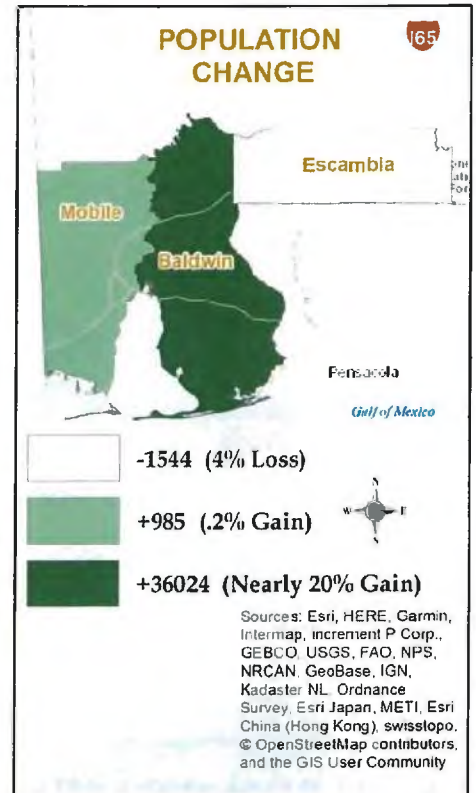 POPULATION
CHANGE
165
Escambia
Mobile
Baldwin
Pensacola
Gulf of Mexico
-1544 (4% Loss)
+985 (.2% Gain)
N
W E
S
+36024 (Nearly 20% Gain)
Sources: Esri, HERE, Garmin,
Intermap, increment P Corp.,
GEBCO, USGS, FAO, NPS,
NRCAN, GeoBase, IGN,
Kadaster NL, Ordnance
Survey, Esri Japan, METI, Esri
China (Hong Kong), swisstopo,
© OpenStreetMap contributors,
and the GIS User Community